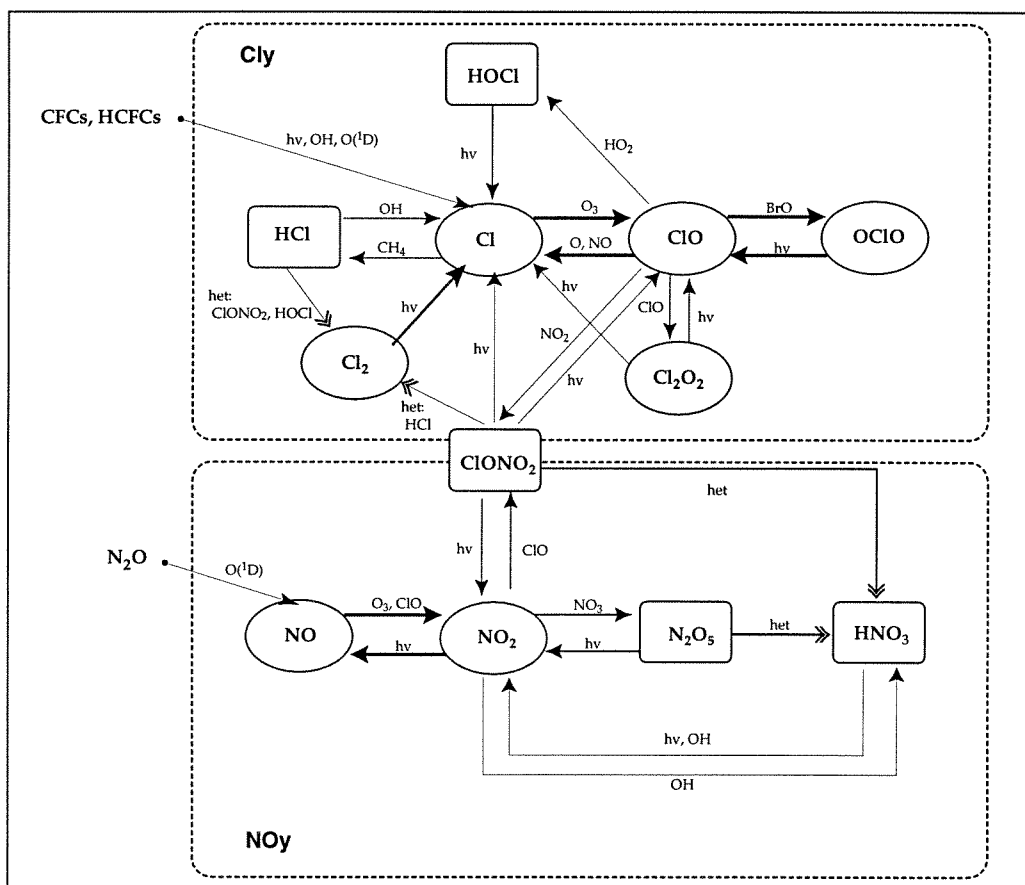 Cly
HOCl
CFCs, HCFCs
hν, OH, O(¹D)
hν
HO₂
HCl
OH
CH₄
Cl
O₃
O, NO
ClO
BrO
hν
OClO
het:
ClONO₂, HOCl
hν
hν
ClO
hν
Cl₂
hν
NO₂
hν
Cl₂O₂
het:
HCl
ClONO₂
het
hν
ClO
N₂O
O(¹D)
NO
O₃, ClO
hν
NO₂
NO₃
hν
N₂O₅
het
HNO₃
hν, OH
OH
NOy